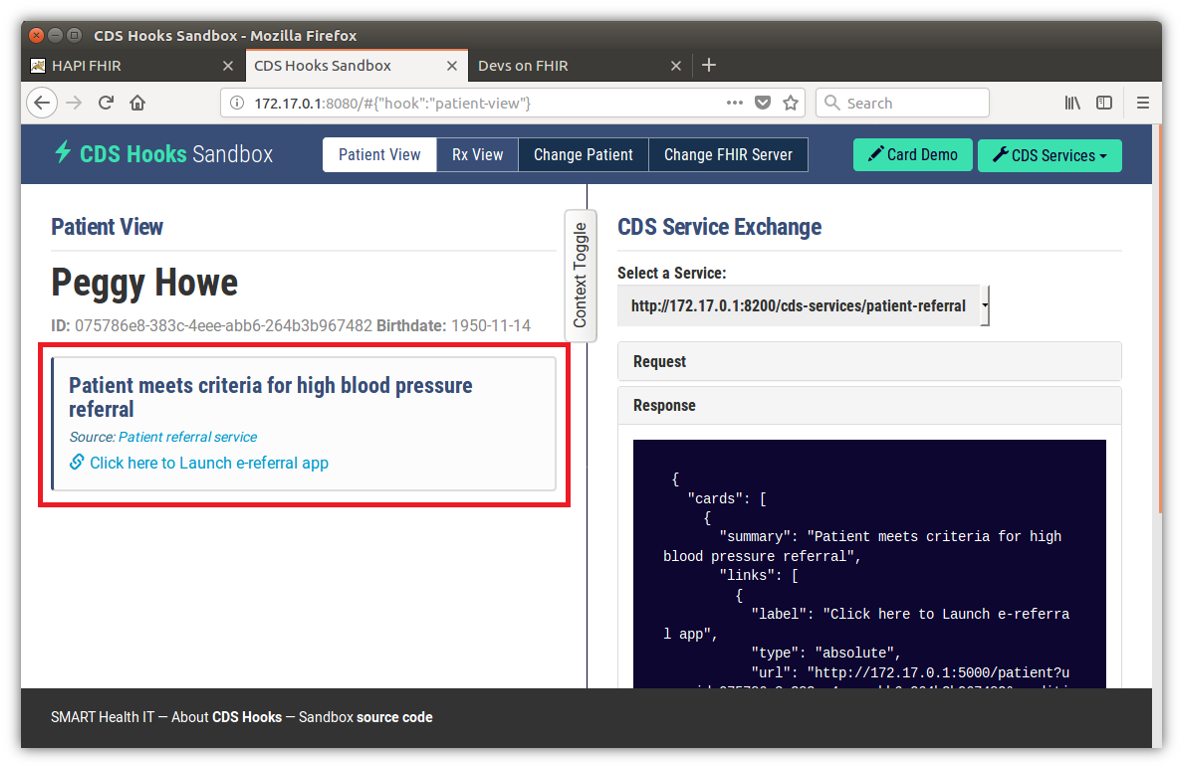 CDS Hooks Sandbox - Mozilla Firefox
HAPI FHIR
CDS Hooks Sandbox
Devs on FHIR
172.17.0.1:8080/#{"hook":"patient-view"}
Search
CDS Hooks Sandbox
Patient View
Rx View
Change Patient
Change FHIR Server
Card Demo
CDS Services
Patient View
Peggy Howe
ID: 075786e8-383c-4eee-abb6-264b3b967482 Birthdate: 1950-11-14
Patient meets criteria for high blood pressure
referral
Source: Patient referral service
Click here to Launch e-referral app
Context Toggle
CDS Service Exchange
Select a Service:
http://172.17.0.1:8200/cds-services/patient-referral
Request
Response
{
"cards": [
{
"summary": "Patient meets criteria for high
blood pressure referral",
"links": [
{
"label": "Click here to Launch e-referra
l app",
"type": "absolute",
"url": "http://172.17.0.1:5000/patient?u
SMART Health IT — About CDS Hooks — Sandbox source code